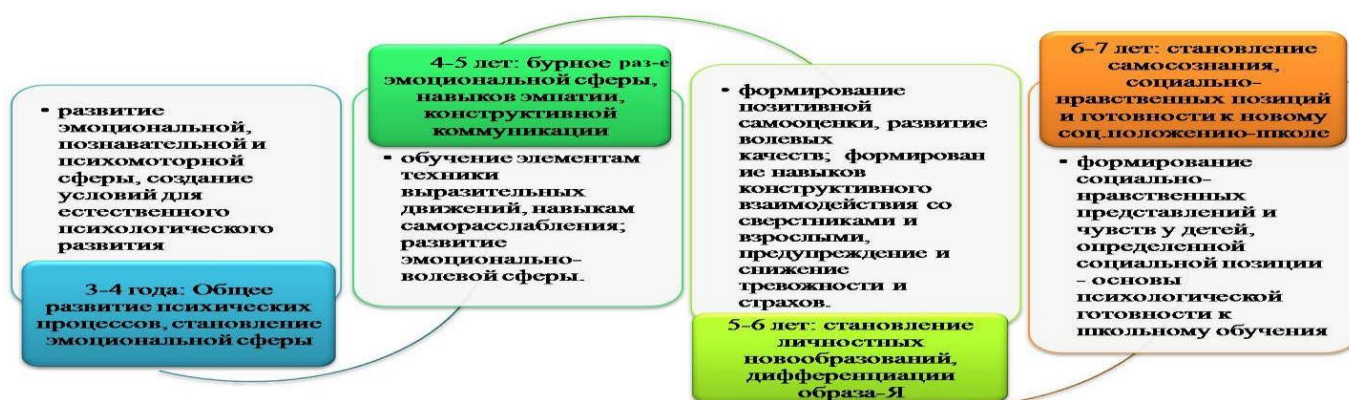 • развитие
эмоциональной,
познавательной и
психомоторной
сферы, создание
условий для
естественного
психологического
развития
3-4 года: Общее
развитие психических
процессов, становление
эмоциональной сферы
4-5 лет: бурное раз-е
эмоциональной сферы,
навыков эмпатии,
конструктивной
коммуникации
• обучение элементам
техники
выразительных
движений, навыкам
саморасслабления;
развитие
эмоционально-
волевой сферы.
• формирование
позитивной
самооценки, развитие
волевых
качеств; формирован
ие навыков
конструктивного
взаимодействия со
сверстниками и
взрослыми,
предупреждение и
снижение
тревожности и
страхов.
5-6 лет: становление
личностных
новообразований,
дифференциации
образа-Я
6-7 лет: становление
самосознания,
социально-
нравственных позиций
и готовности к новому
соц.положению-школе
• формирование
социально-
нравственных
представлений и
чувств у детей,
определенной
социальной позиции
- основы
психологической
готовности к
школьному обучения